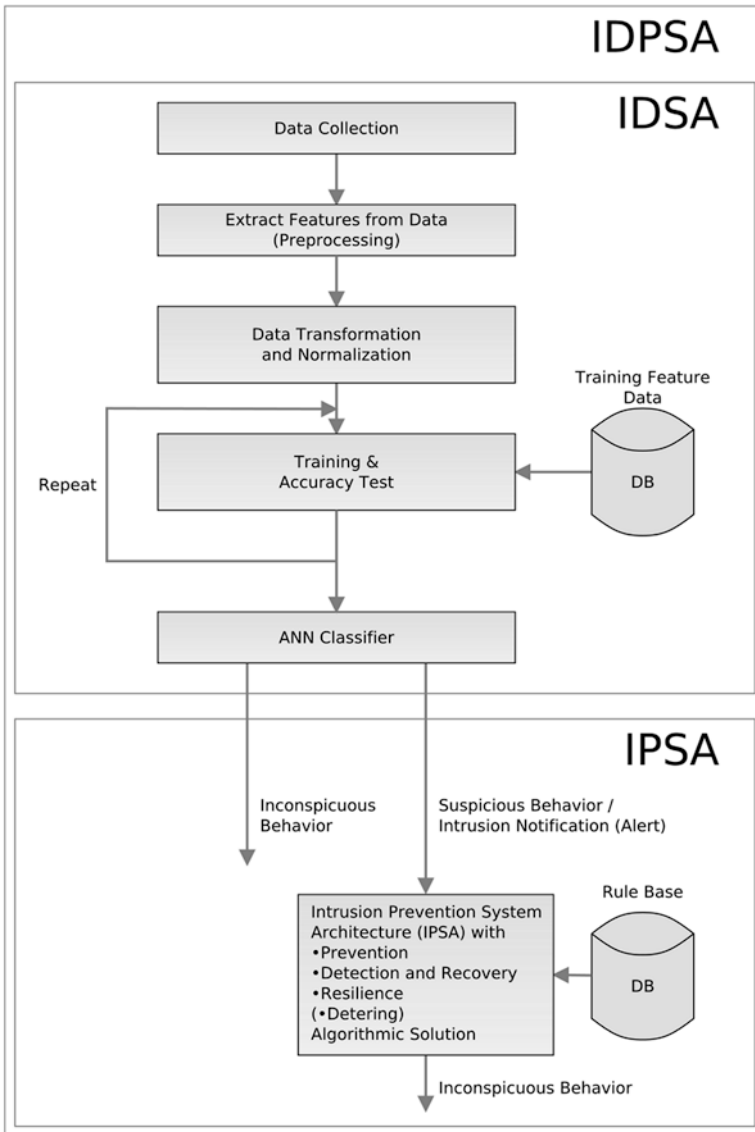 IDPSA
IDSA
Data Collection
Extract Features from Data
(Preprocessing)
Data Transformation
and Normalization
Training Feature
Data
Training &
Accuracy Test
DB
Repeat
ANN Classifier
IPSA
Inconspicuous
Behavior
Suspicious Behavior /
Intrusion Notification (Alert)
Intrusion Prevention System
Architecture (IPSA) with
•Prevention
•Detection and Recovery
•Resilience
(•Detering)
Algorithmic Solution
Rule Base
DB
Inconspicuous Behavior